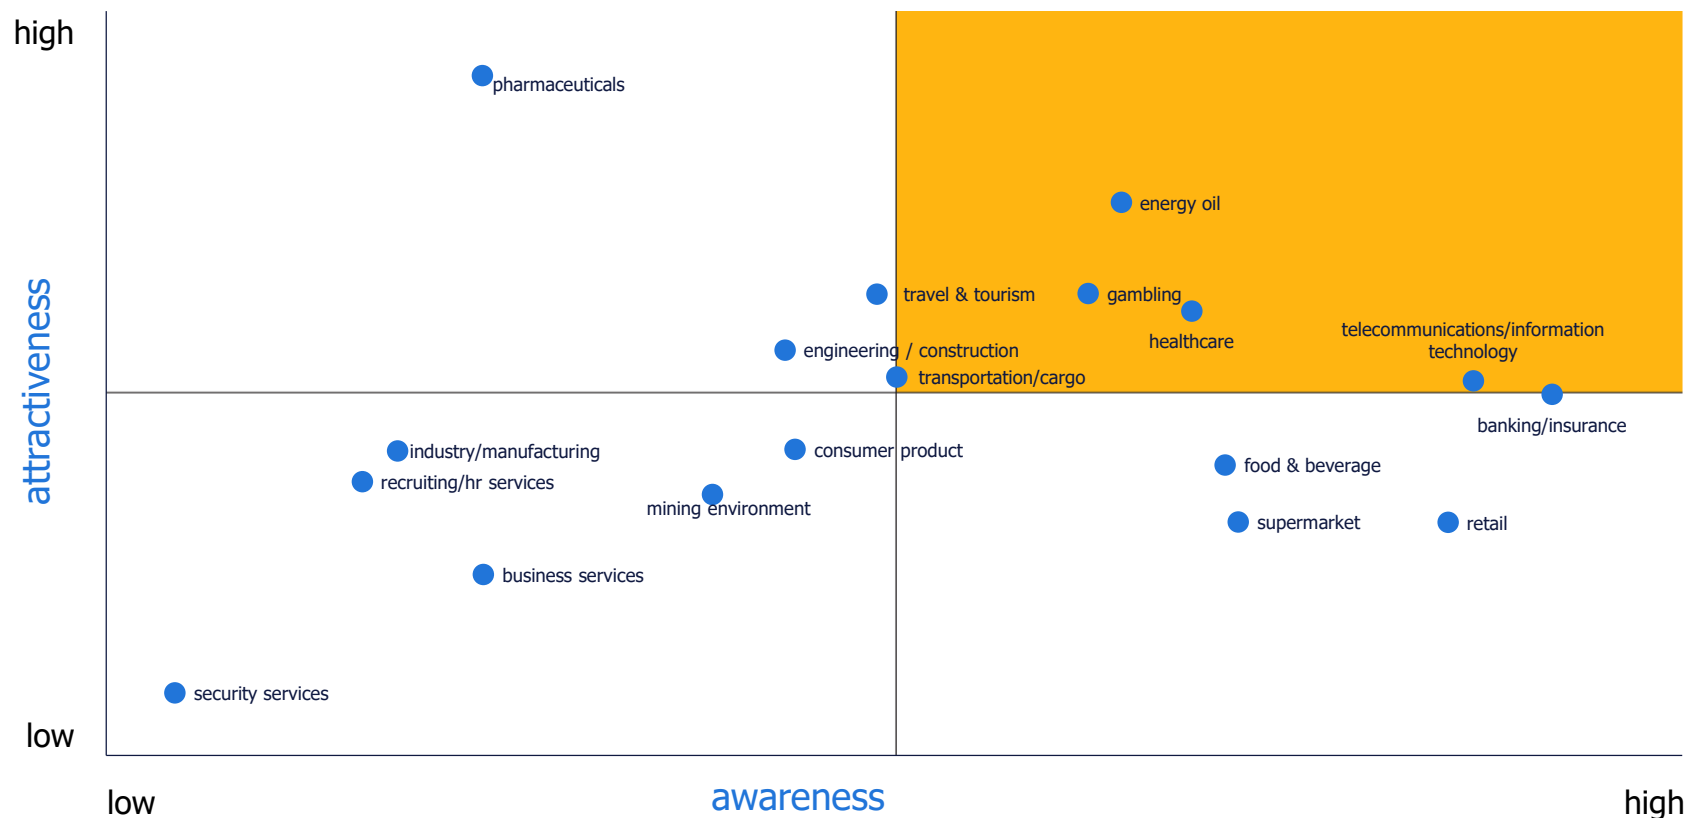 high
pharmaceuticals
energy oil
travel & tourism
gambling
telecommunications/information
technology
healthcare
engineering / construction
transportation/cargo
banking/insurance
attractiveness
industry/manufacturing
consumer product
food & beverage
recruiting/hr services
mining environment
supermarket
retail
business services
security services
low
low
awareness
high